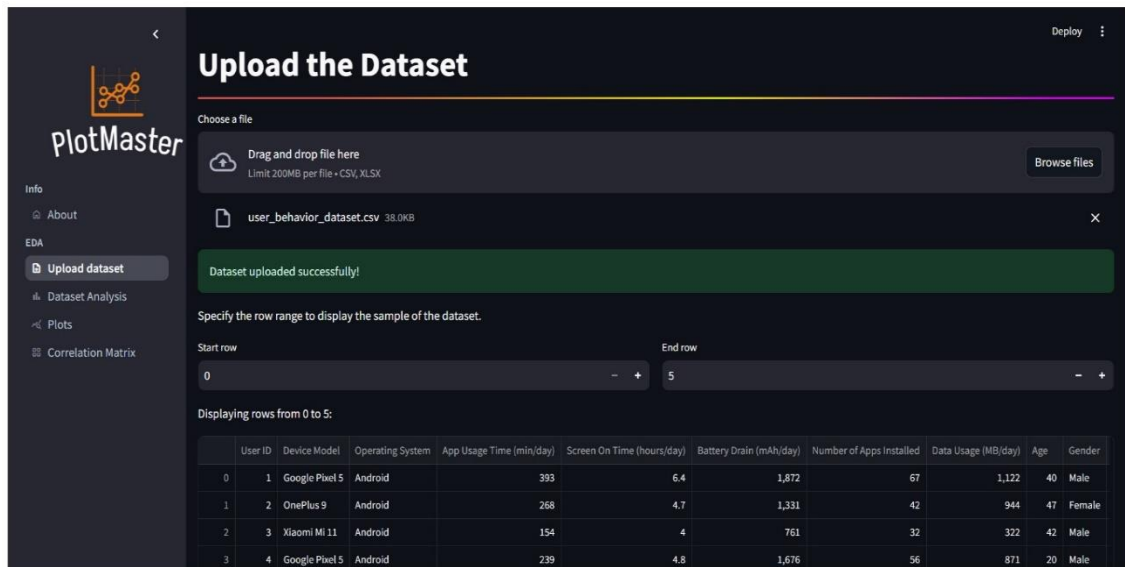 Deploy
PlotMaster
Info
About
EDA
Upload dataset
Dataset Analysis
Plots
Correlation Matrix
Upload the Dataset
Choose a file
Drag and drop file here
Limit 200MB per file • CSV, XLSX
Browse files
user_behavior_dataset.csv 38.0KB
Dataset uploaded successfully!
Specify the row range to display the sample of the dataset.
Start row End row
0 − + 5 − +
Displaying rows from 0 to 5:
User ID Device Model Operating System App Usage Time (min/day) Screen On Time (hours/day) Battery Drain (mAh/day) Number of Apps Installed Data Usage (MB/day) Age Gender
0 1 Google Pixel 5 Android 393 6.4 1,872 67 1,122 40 Male
1 2 OnePlus 9 Android 268 4.7 1,331 42 944 47 Female
2 3 Xiaomi Mi 11 Android 154 4 761 32 322 42 Male
3 4 Google Pixel 5 Android 239 4.8 1,676 56 871 20 Male